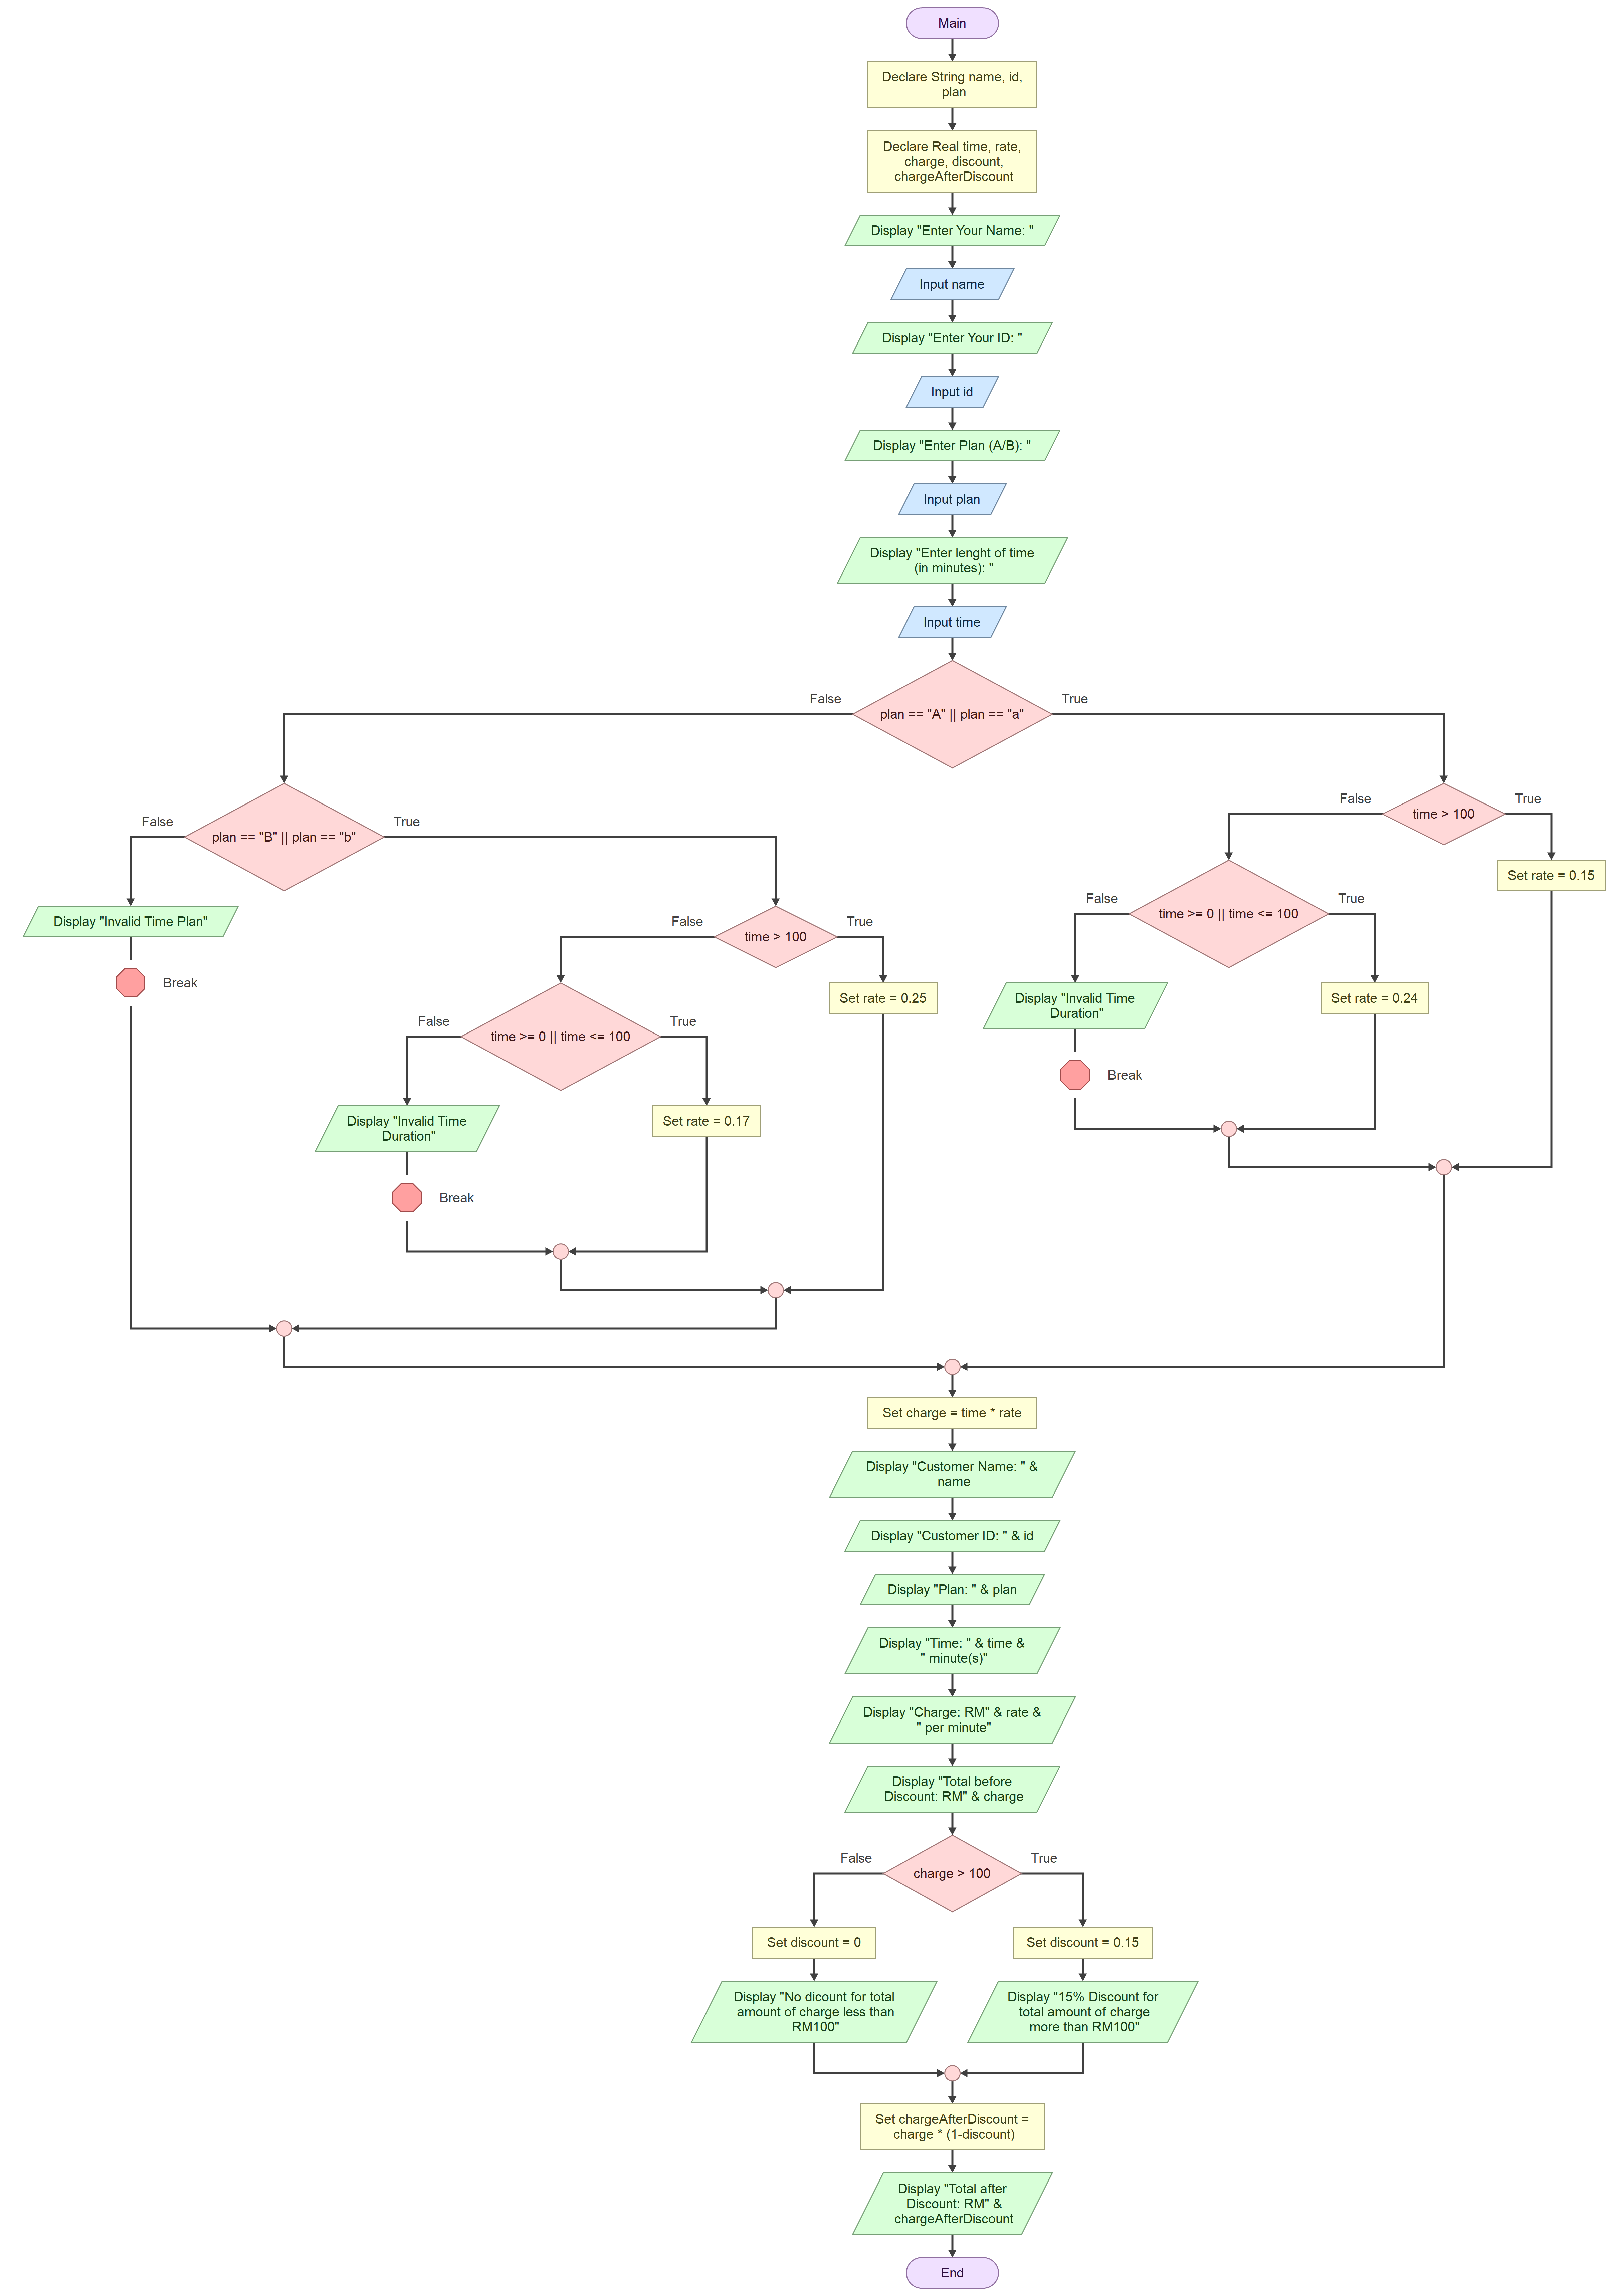 Main
Declare String name, id,
plan
Declare Real time, rate,
charge, discount,
chargeAfterDiscount
Display "Enter Your Name: "
Input name
Display "Enter Your ID: "
Input id
Display "Enter Plan (A/B): "
Input plan
Display "Enter lenght of time
(in minutes): "
Input time
False
True
plan == "A" || plan == "a"
False
True
plan == "B" || plan == "b"
Display "Invalid Time Plan"
Break
False
True
time > 100
Set rate = 0.25
False
True
time >= 0 || time <= 100
Display "Invalid Time
Duration"
Break
Set rate = 0.17
False
True
time > 100
Set rate = 0.15
False
True
time >= 0 || time <= 100
Display "Invalid Time
Duration"
Break
Set rate = 0.24
Set charge = time * rate
Display "Customer Name: " &
name
Display "Customer ID: " & id
Display "Plan: " & plan
Display "Time: " & time &
" minute(s)"
Display "Charge: RM" & rate &
" per minute"
Display "Total before
Discount: RM" & charge
False
True
charge > 100
Set discount = 0
Display "No dicount for total
amount of charge less than
RM100"
Set discount = 0.15
Display "15% Discount for
total amount of charge
more than RM100"
Set chargeAfterDiscount =
charge * (1-discount)
Display "Total after
Discount: RM" &
chargeAfterDiscount
End